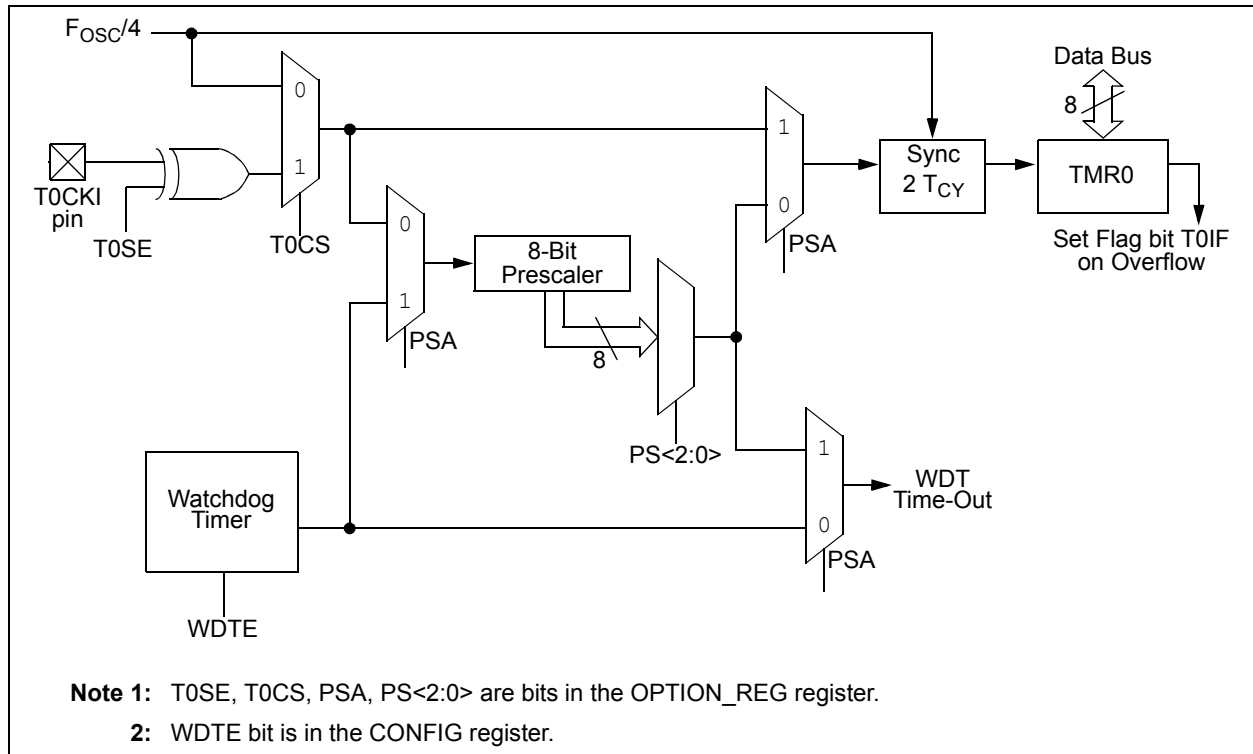 FOSC/4
Data Bus
8
0
1
T0CKI
pin
T0SE
T0CS
0
1
PSA
8-Bit
Prescaler
8
PS<2:0>
1
0
PSA
Sync
2 TCY
TMR0
Set Flag bit T0IF
on Overflow
Watchdog
Timer
WDTE
1
0
PSA
WDT
Time-Out
Note 1: T0SE, T0CS, PSA, PS<2:0> are bits in the OPTION_REG register.
2: WDTE bit is in the CONFIG register.